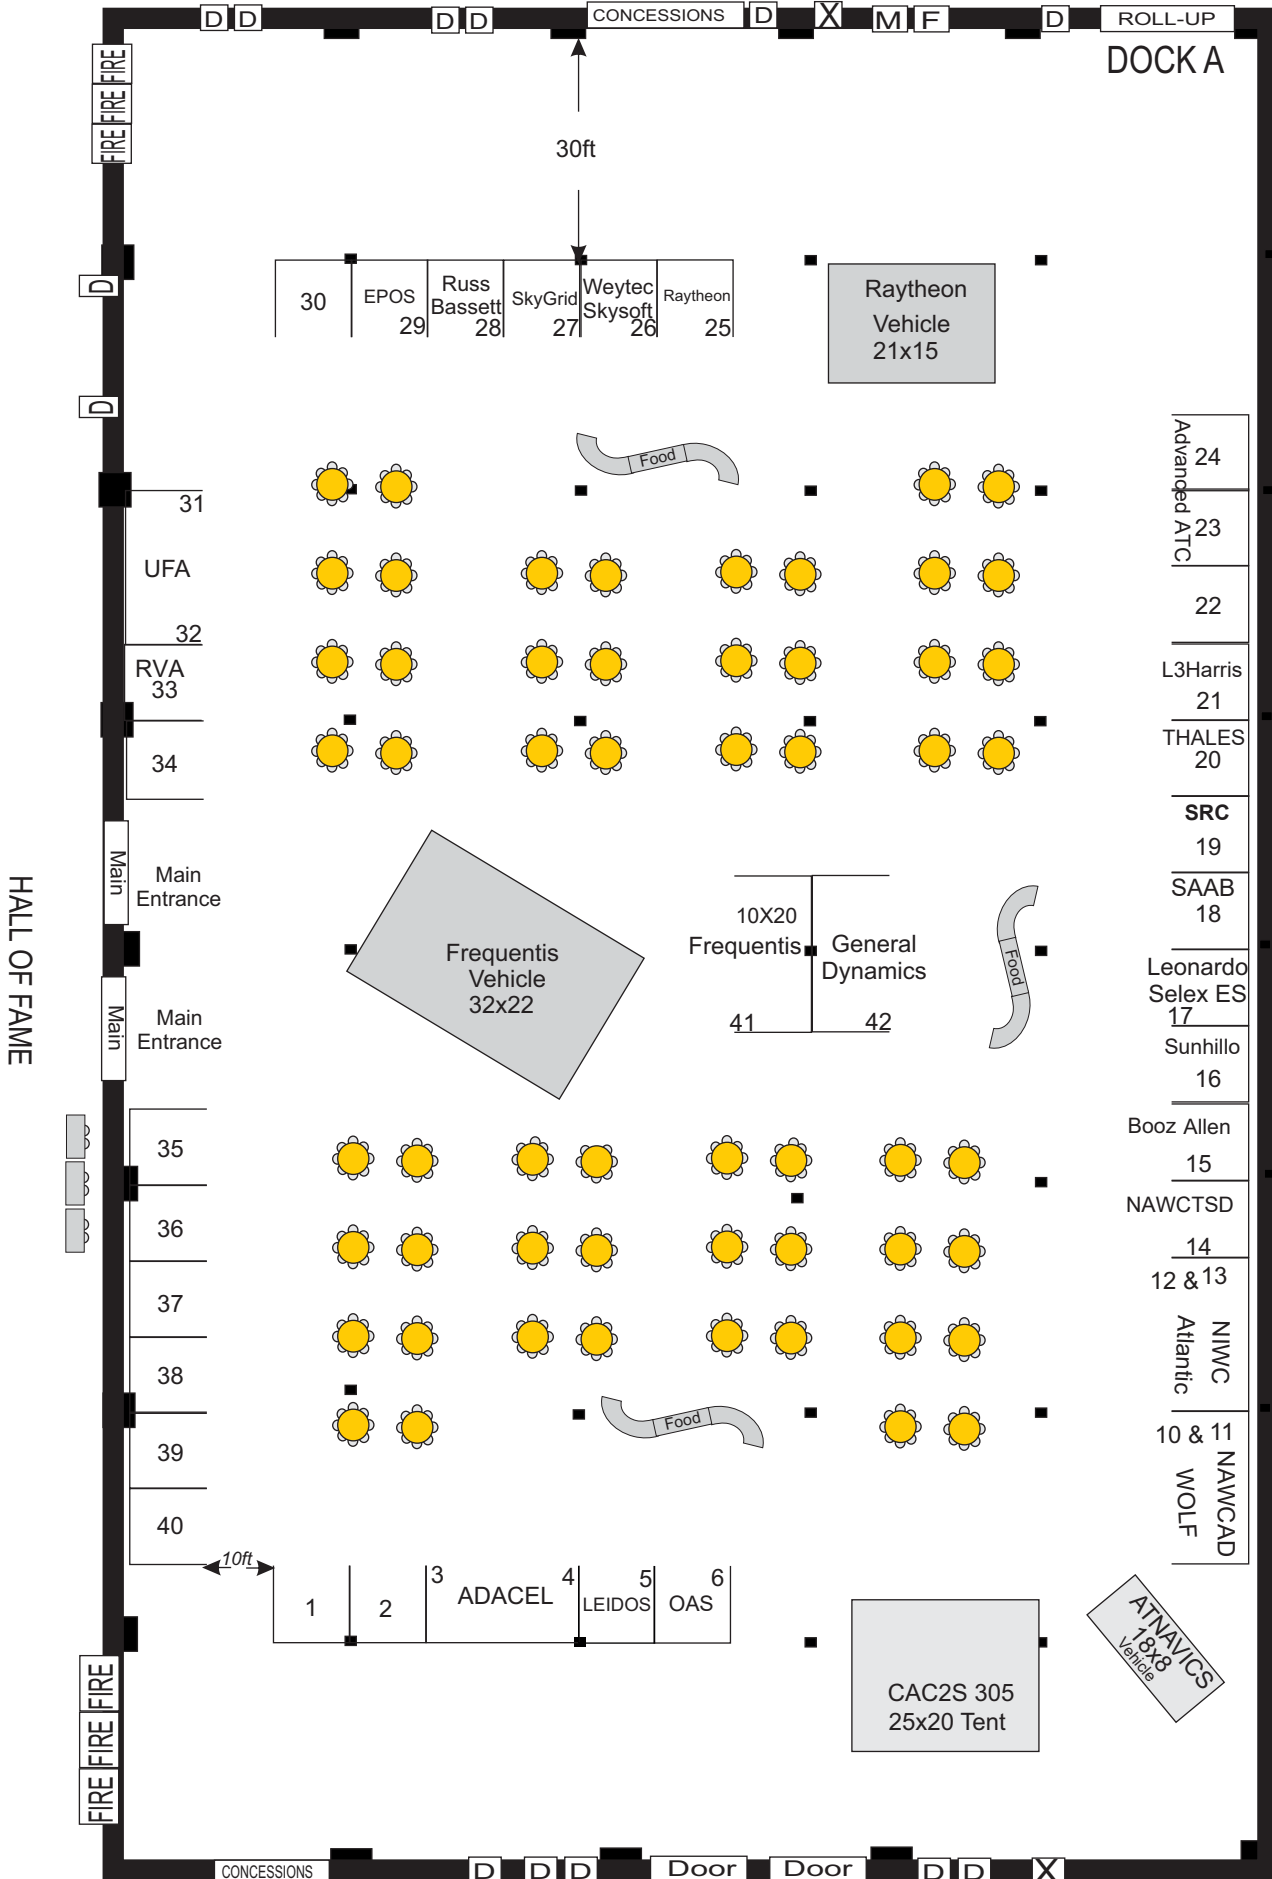 D D D D CONCESSIONS D X M F D ROLL-UP
DOCK A
FIRE
FIRE
FIRE
30ft
D
D
30
EPOS
29
Russ
Bassett
28
SkyGrid
27
Weytec
Skysoft
26
Raytheon
25
Raytheon
Vehicle
21x15
Food
31
UFA
32
RVA
33
34
Advanced ATC
24
23
22
L3Harris
21
THALES
20
SRC
19
SAAB
18
Leonardo
Selex ES
17
Sunhillo
16
Booz Allen
15
NAWCTSD
14
12 & 13
NIWC
Atlantic
10 & 11
NAWCAD
WOLF
HALL OF FAME
Main
Main
Entrance
Main
Main
Entrance
Frequentis
Vehicle
32x22
10X20
Frequentis
41
General
Dynamics
42
Food
35
36
37
38
39
40
Food
10ft
1
2
3
ADACEL
4
LEIDOS
5
OAS
6
CAC2S 305
25x20 Tent
ATNAVICS
18x8
Vehicle
FIRE
FIRE
FIRE
CONCESSIONS D D D Door Door D D X